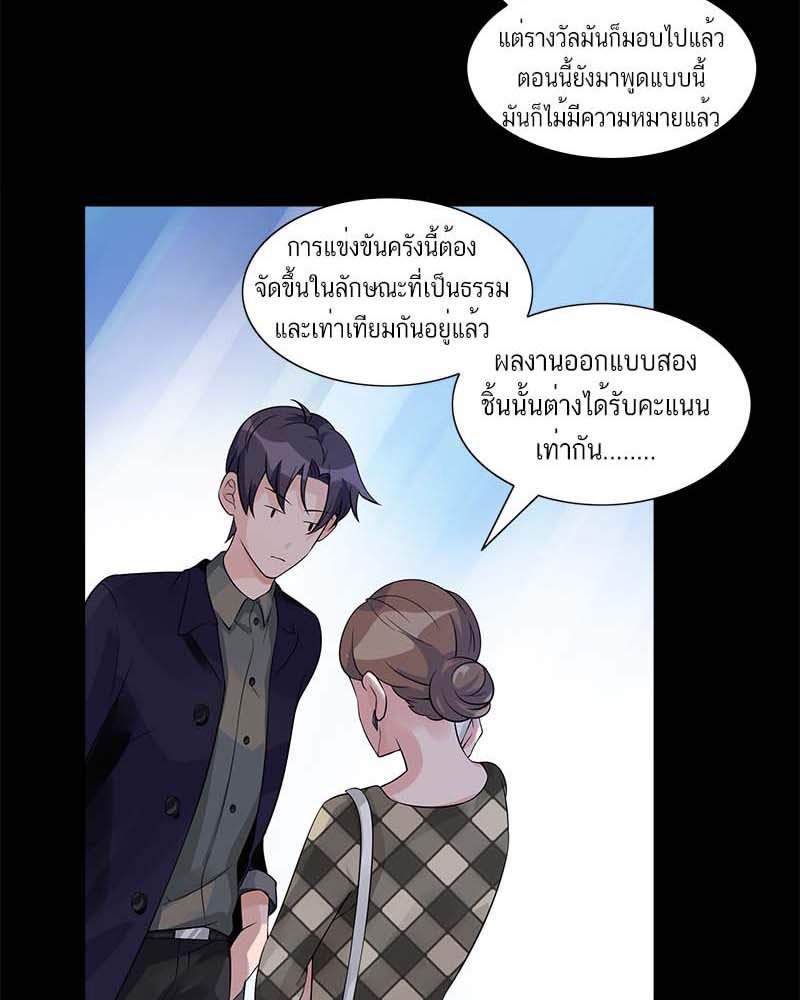 แต่รางวัลมันก็มอบไปแล้ว
ตอนนี้ยังมาพูดแบบนี้
มันก็ไม้มีความหมายแล้ว
การแข่งขันครังนี้ต้อง
จัดขึ้นในลักษณะที่เป็นธรรม
และเท่าเทียมกันอยู่แล้ว
ผลงานออกแบบสอง
ชิ้นนั้นต่างได้รับคะแนน
เท่ากัน........